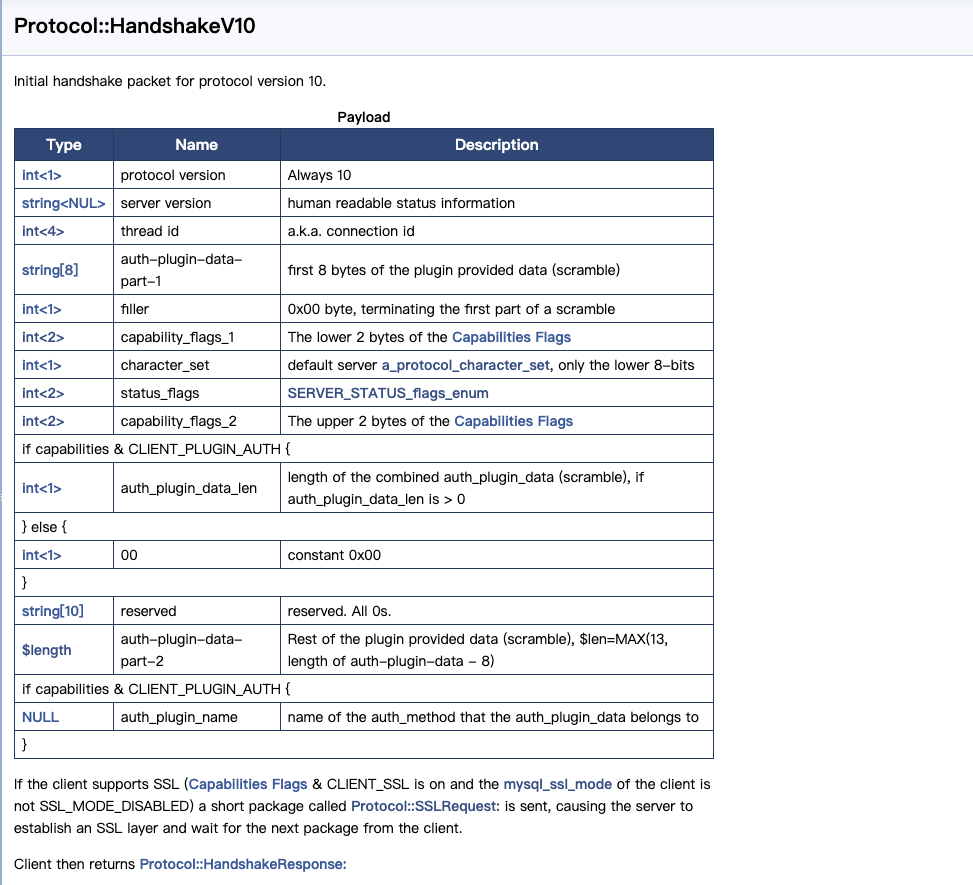 Protocol::HandshakeV10
Initial handshake packet for protocol version 10.
Payload
Type Name Description
int<1> protocol version Always 10
string<NUL> server version human readable status information
int<4> thread id a.k.a. connection id
string[8] auth-plugin-data-part-1 first 8 bytes of the plugin provided data (scramble)
int<1> filler 0x00 byte, terminating the first part of a scramble
int<2> capability_flags_1 The lower 2 bytes of the Capabilities Flags
int<1> character_set default server a_protocol_character_set, only the lower 8-bits
int<2> status_flags SERVER_STATUS_flags_enum
int<2> capability_flags_2 The upper 2 bytes of the Capabilities Flags
if capabilities & CLIENT_PLUGIN_AUTH {
int<1> auth_plugin_data_len length of the combined auth_plugin_data (scramble), if auth_plugin_data_len is > 0
} else {
int<1> 00 constant 0x00
}
string[10] reserved reserved. All 0s.
$length auth-plugin-data-part-2 Rest of the plugin provided data (scramble), $len=MAX(13, length of auth-plugin-data - 8)
if capabilities & CLIENT_PLUGIN_AUTH {
NULL auth_plugin_name name of the auth_method that the auth_plugin_data belongs to
}
If the client supports SSL (Capabilities Flags & CLIENT_SSL is on and the mysql_ssl_mode of the client is
not SSL_MODE_DISABLED) a short package called Protocol::SSLRequest: is sent, causing the server to
establish an SSL layer and wait for the next package from the client.
Client then returns Protocol::HandshakeResponse: